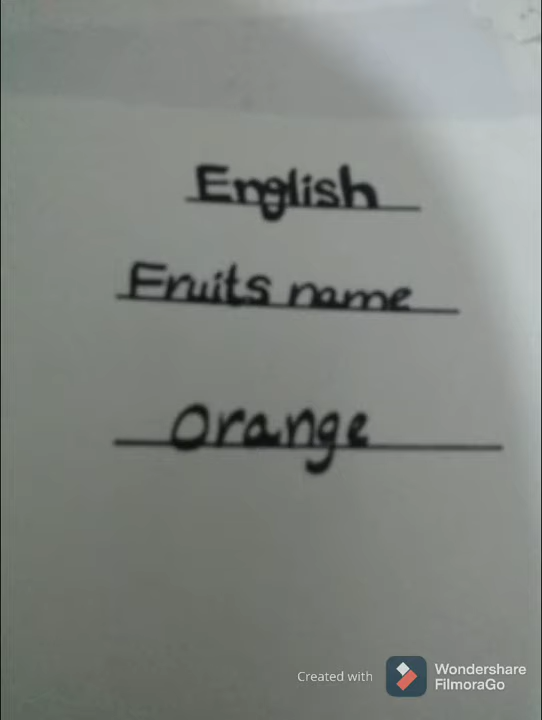 English
Fruits name
Orange
Created with
Wondershare
FilmoraGo